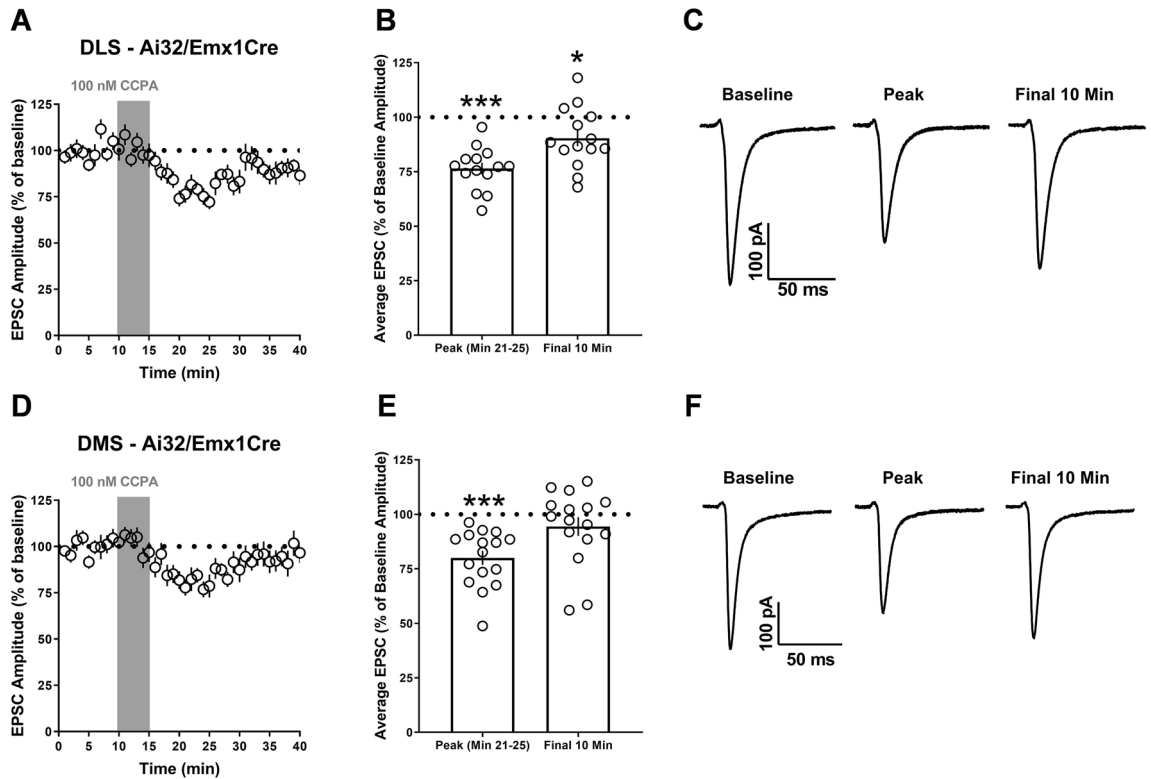 A
DLS - Ai32/Emx1Cre
100 nM CCPA
EPSC Amplitude (% of baseline)
125
100
75
50
25
0
0 5 10 15 20 25 30 35 40
Time (min)
B
Average EPSC (% of Baseline Amplitude)
125
100
75
50
25
0
***
*
Peak (Min 21-25) Final 10 Min
C
Baseline Peak Final 10 Min
100 pA
50 ms
D
DMS - Ai32/Emx1Cre
100 nM CCPA
EPSC Amplitude (% of baseline)
125
100
75
50
25
0
0 5 10 15 20 25 30 35 40
Time (min)
E
Average EPSC (% of Baseline Amplitude)
125
100
75
50
25
0
***
Peak (Min 21-25) Final 10 Min
F
Baseline Peak Final 10 Min
100 pA
50 ms